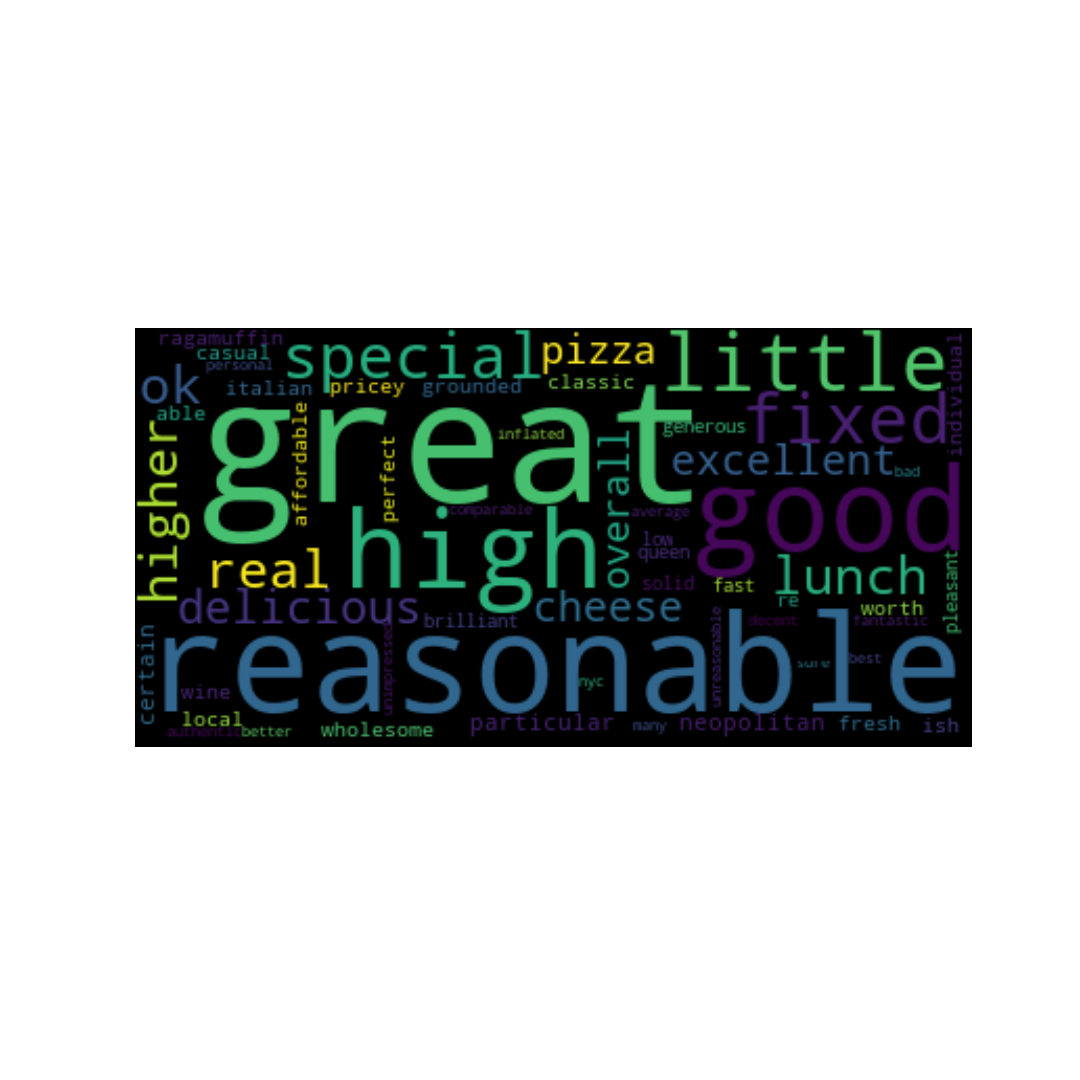 ragamuffin
casual
personal
special
pizza
little
ok
italian
pricey
grounded
classic
able
great
generous
fixed
individual
higher
affordable
perfect
inflated
overall
excellent
bad
comparable
average
good
real
high
low
queen
solid
fast
lunch
re
pleasant
delicious
brilliant
cheese
worth
decent
fantastic
certain
reasonable
unimpressed
unreasonable
sure
best
nyc
wine
local
authentic
better
wholesome
particular
many
neopolitan
fresh
ish